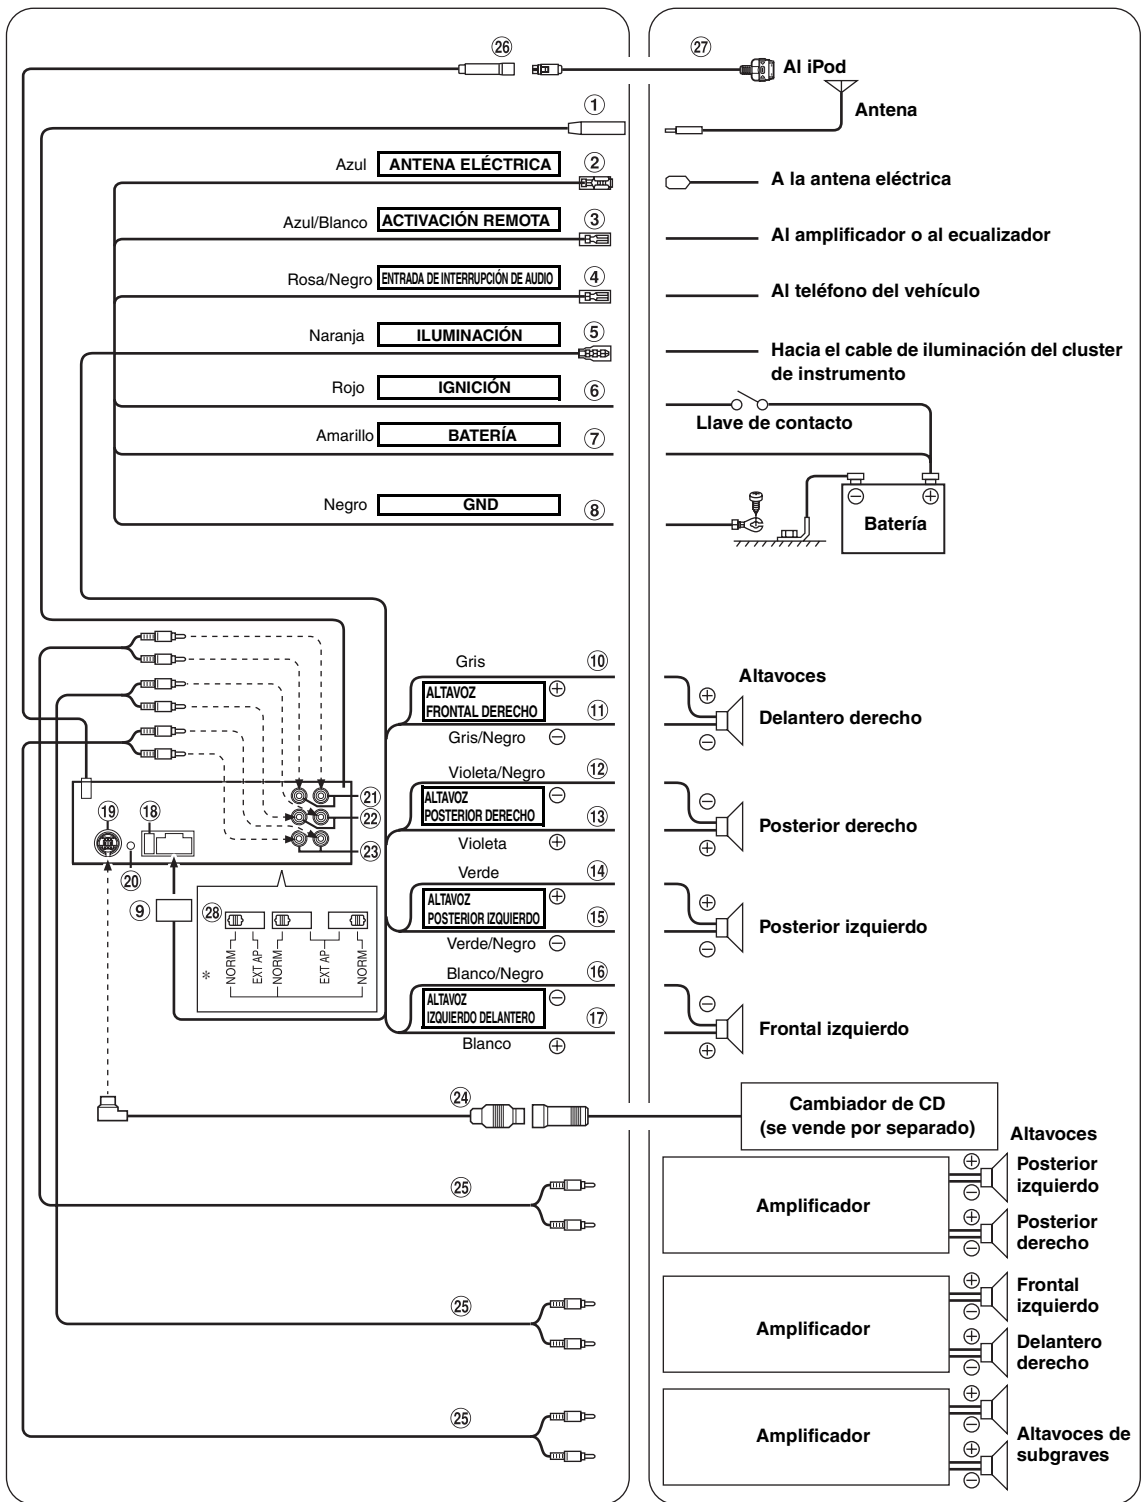 ㉖
㉗
Al iPod
①
Antena
Azul
ANTENA ELÉCTRICA
②
A la antena eléctrica
Azul/Blanco
ACTIVACIÓN REMOTA
③
Al amplificador o al ecualizador
Rosa/Negro
ENTRADA DE INTERRUPCIÓN DE AUDIO
④
Al teléfono del vehículo
Naranja
ILUMINACIÓN
⑤
Hacia el cable de iluminación del cluster
de instrumento
Rojo
IGNICIÓN
⑥
Llave de contacto
Amarillo
BATERÍA
⑦
Negro
GND
⑧
⊖
⊕
Batería
Gris
⑩
Altavoces
ALTAVOZ
FRONTAL DERECHO
⊕
⑪
Gris/Negro
⊖
⊕
⊖
Delantero derecho
Violeta/Negro
⑫
ALTAVOZ
POSTERIOR DERECHO
⊖
⑬
Violeta
⊕
⊖
⊕
Posterior derecho
㉑
㉒
㉓
⑲
⑱
⑳
⑨
㉘
*
NORM
EXT AP
NORM
EXT AP
NORM
Verde
⑭
ALTAVOZ
POSTERIOR IZQUIERDO
⊕
⑮
Verde/Negro
⊖
⊕
⊖
Posterior izquierdo
Blanco/Negro
⑯
ALTAVOZ
IZQUIERDO DELANTERO
⊖
⑰
Blanco
⊕
⊖
⊕
Frontal izquierdo
㉔
Cambiador de CD
(se vende por separado)
Altavoces
㉕
Amplificador
⊕
⊖
Posterior
izquierdo
⊕
⊖
Posterior
derecho
㉕
Amplificador
⊕
⊖
Frontal
izquierdo
⊕
⊖
Delantero
derecho
㉕
Amplificador
⊕
⊖
⊕
⊖
Altavoces de
subgraves